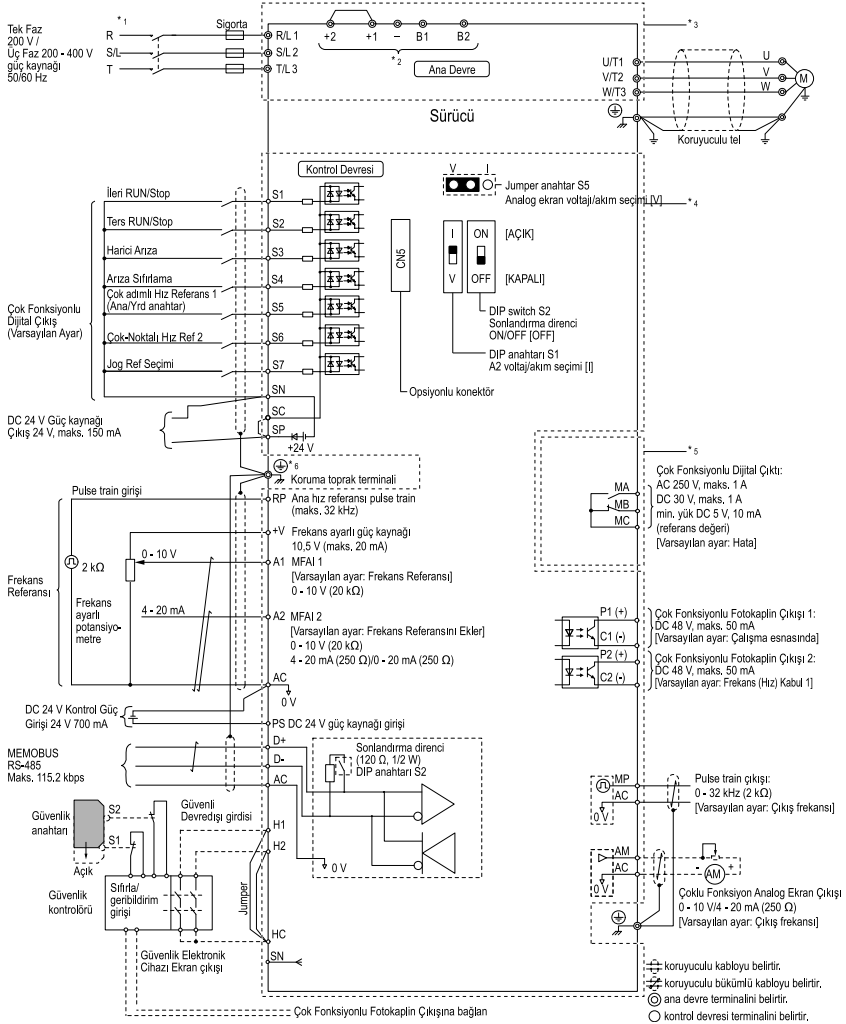 *1
Tek Faz
200 V /
Üç Faz 200 - 400 V
güç kaynağı
50/60 Hz
R
S/L
T
Sigorta
R/L 1
S/L 2
T/L 3
+2 +1 − B1 B2
*2
Ana Devre
*3
U/T1
V/T2
W/T3
U
V
W
M
Sürücü
Koruyuculu tel
Kontrol Devresi
V I
Jumper anahtar S5
Analog ekran voltajı/akım seçimi [V]
*4
İleri RUN/Stop
S1
Ters RUN/Stop
S2
Harici Arıza
S3
Arıza Sıfırlama
S4
Çok adımlı Hız Referans 1
(Ana/Yrd anahtar)
S5
Çok-Noktalı Hız Ref 2
S6
Jog Ref Seçimi
S7
Çok Fonksiyonlu
Dijital Çıkış
(Varsayılan Ayar)
CN5
I
V
ON
OFF
[AÇIK]
[KAPALI]
DIP switch S2
Sonlandırma direnci
ON/OFF [OFF]
DIP anahtarı S1
A2 voltaj/akım seçimi [I]
Opsiyonlu konektör
SN
SC
SP
+24 V
DC 24 V Güç kaynağı
Çıkış 24 V, maks. 150 mA
*6
Koruma toprak terminali
*5
MA
MB
MC
Çok Fonksiyonlu Dijital Çıktı:
AC 250 V, maks. 1 A
DC 30 V, maks. 1 A
min. yük DC 5 V, 10 mA
(referans değeri)
[Varsayılan ayar: Hata]
Pulse train girişi
RP
Ana hız referansı pulse train
(maks. 32 kHz)
+V
Frekans ayarlı güç kaynağı
10,5 V (maks. 20 mA)
2 kΩ
0 - 10 V
A1
MFAI 1
[Varsayılan ayar: Frekans Referansı]
0 - 10 V (20 kΩ)
Frekans
Referansı
Frekans
ayarlı
potansiyo-
metre
4 - 20 mA
A2
MFAI 2
[Varsayılan ayar: Frekans Referansını Ekler]
0 - 10 V (20 kΩ)
4 - 20 mA (250 Ω)/0 - 20 mA (250 Ω)
AC
0 V
P1 (+)
C1 (-)
P2 (+)
C2 (-)
Çok Fonksiyonlu Fotokaplin Çıkışı 1:
DC 48 V, maks. 50 mA
[Varsayılan ayar: Çalışma esnasında]
Çok Fonksiyonlu Fotokaplin Çıkışı 2:
DC 48 V, maks. 50 mA
[Varsayılan ayar: Frekans (Hız) Kabul 1]
DC 24 V Kontrol Güç
Girişi 24 V 700 mA
PS DC 24 V güç kaynağı girişi
MEMOBUS
RS-485
Maks. 115.2 kbps
D+
D-
AC
Sonlandırma direnci
(120 Ω, 1/2 W)
DIP anahtarı S2
0 V
MP
AC
0 V
Pulse train çıkışı:
0 - 32 kHz (2 kΩ)
[Varsayılan ayar: Çıkış frekansı]
AM
AC
0 V
- +
AM
Çoklu Fonksiyon Analog Ekran Çıkışı
0 - 10 V/4 - 20 mA (250 Ω)
[Varsayılan ayar: Çıkış frekansı]
Güvenlik
anahtarı
S2
S1
Açık
Güvenli
Devredışı girdisi
H1
H2
Jumper
Güvenlik
kontrolörü
Sıfırla/
geribildirim
girişi
HC
SN
Güvenlik Elektronik
Cihazı Ekran çıkışı
Çok Fonksiyonlu Fotokaplin Çıkışına bağlan
koruyuculu kabloyu belirtir.
koruyucu bükümlü kabloyu belirtir.
ana devre terminalini belirtir.
kontrol devresi terminalini belirtir.